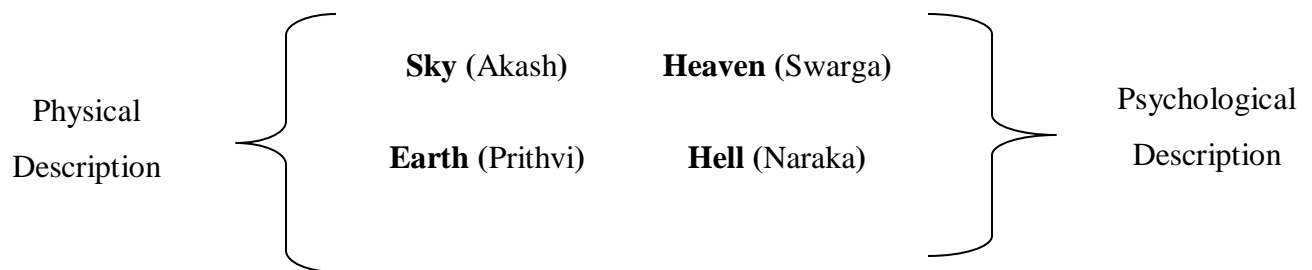 Sky (Akash) Heaven (Swarga)
Physical Description
Psychological Description
Earth (Prithvi) Hell (Naraka)